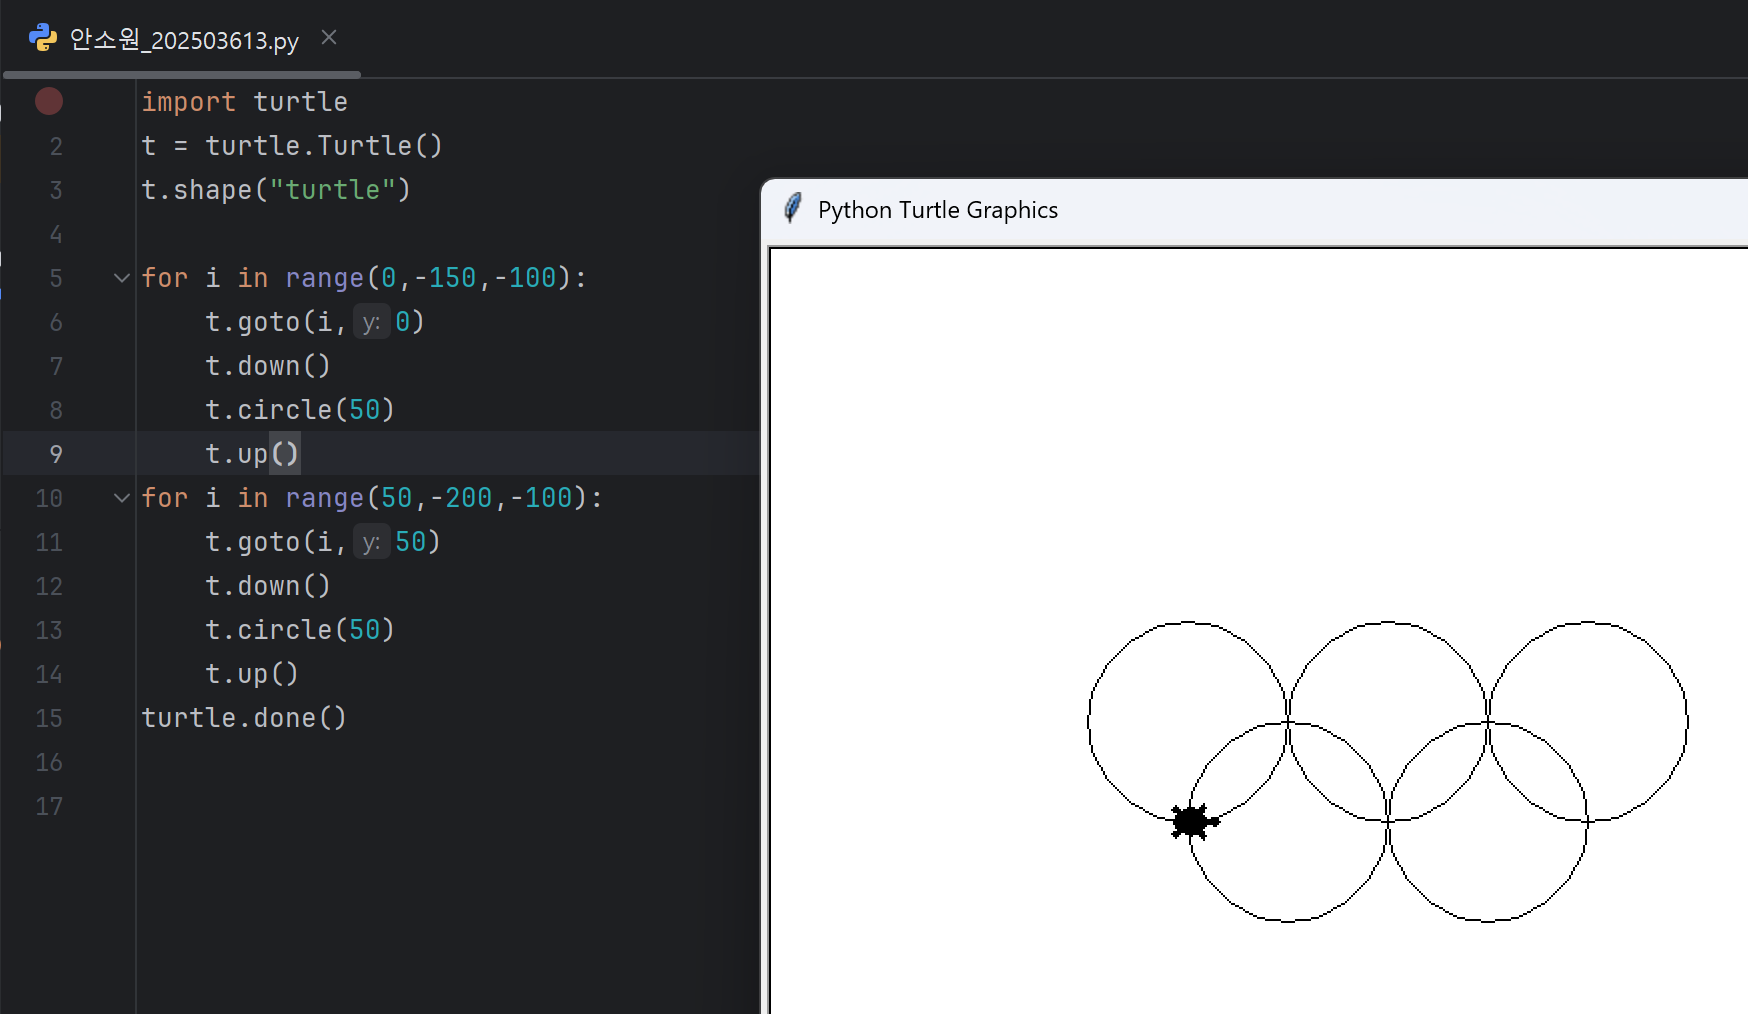 안소원_202503613.py
import turtle
2 t = turtle.Turtle()
3 t.shape("turtle")
4
5 for i in range(0,-150,-100):
6 t.goto(i, y: 0)
7 t.down()
8 t.circle(50)
9 t.up()
10 for i in range(50,-200,-100):
11 t.goto(i, y: 50)
12 t.down()
13 t.circle(50)
14 t.up()
15 turtle.done()
16
17
Python Turtle Graphics